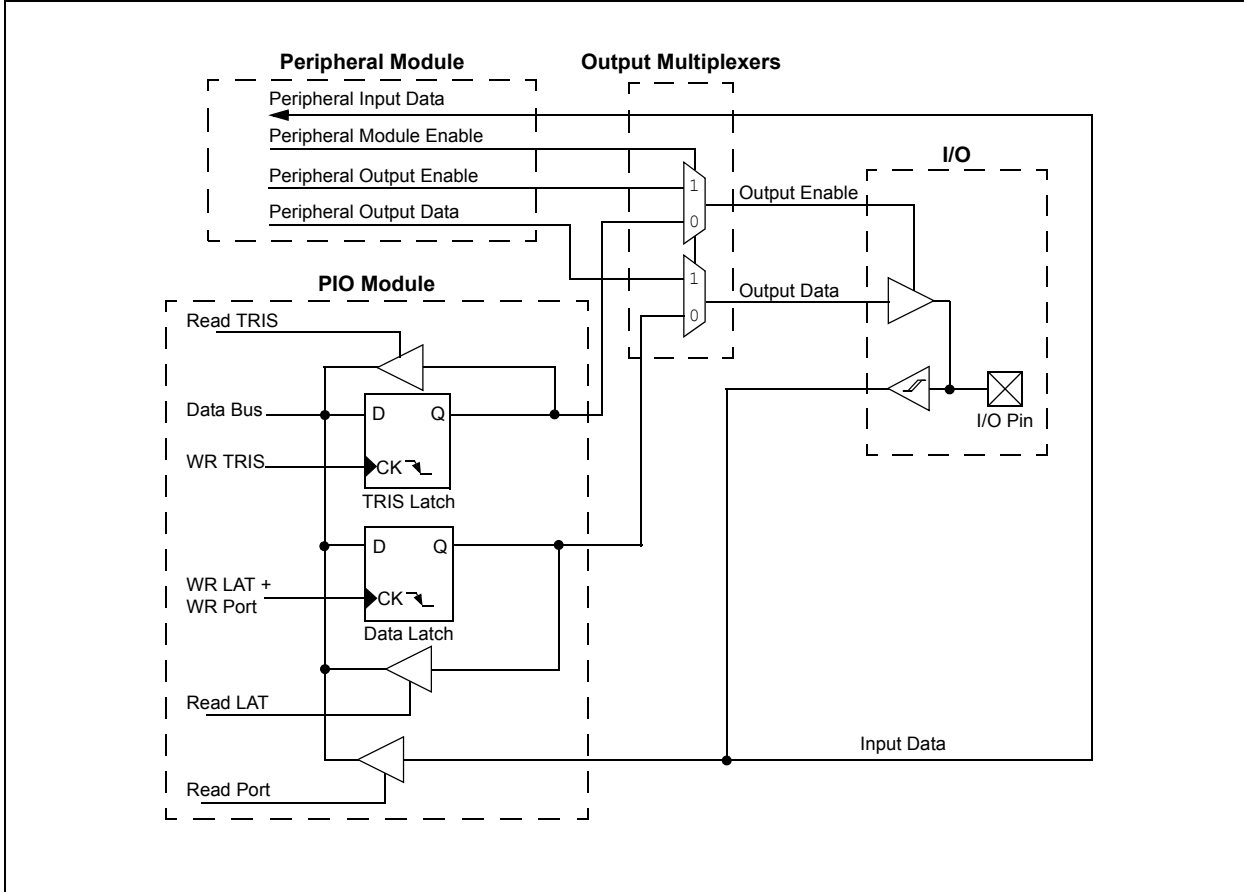 Peripheral Module
Output Multiplexers
Peripheral Input Data
Peripheral Module Enable
Peripheral Output Enable
Peripheral Output Data
1
0
Output Enable
I/O
1
0
Output Data
I/O Pin
PIO Module
Read TRIS
Data Bus
D Q
WR TRIS
CK
TRIS Latch
D Q
WR LAT +
WR Port
CK
Data Latch
Read LAT
Read Port
Input Data